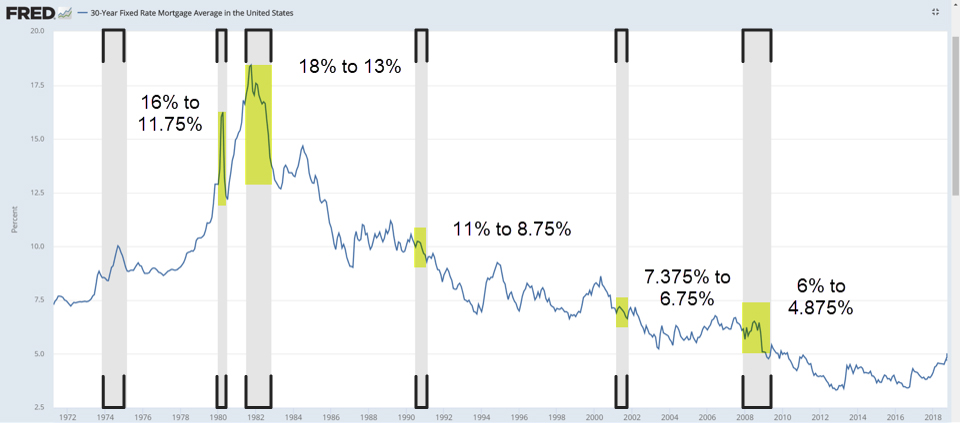 FRED 30-Year Fixed Rate Mortgage Average in the United States
20.0
17.5
15.0
12.5
10.0
7.5
5.0
2.5
Percent
18% to 13%
16% to
11.75%
11% to 8.75%
7.375% to
6.75%
6% to
4.875%
1972 1974 1976 1978 1980 1982 1984 1986 1988 1990 1992 1994 1996 1998 2000 2002 2004 2006 2008 2010 2012 2014 2016 2018